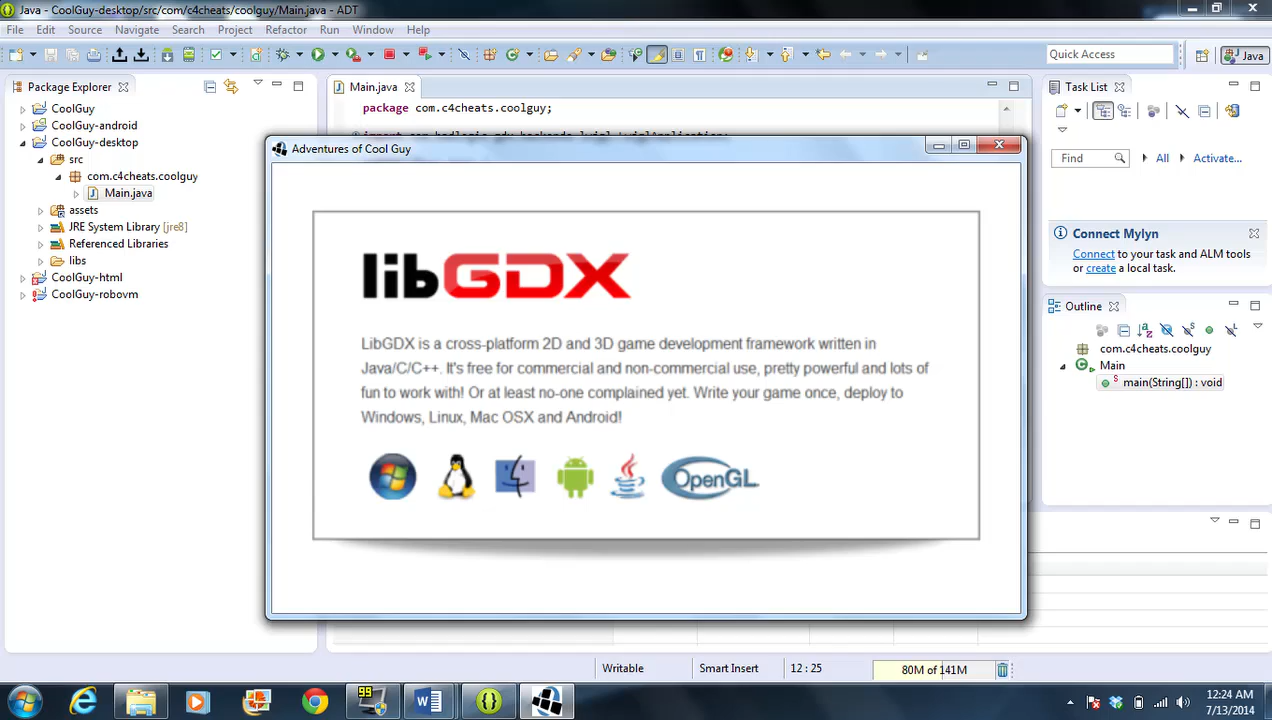 Java - CoolGuy-desktop/src/com/c4cheats/coolguy/Main.java - ADT
File Edit Source Refactor Navigate Search Project Refactor Run Window Help
Quick Access
Java
Package Explorer
CoolGuy
CoolGuy-android
CoolGuy-desktop
src
com.c4cheats.coolguy
Main.java
assets
JRE System Library [jre8]
Referenced Libraries
libs
CoolGuy-html
CoolGuy-robovm
Main.java
package com.c4cheats.coolguy;
Adventures of Cool Guy
libGDX
LibGDX is a cross-platform 2D and 3D game development framework written in
Java/C/C++. It's free for commercial and non-commercial use, pretty powerful and lots of
fun to work with! Or at least no-one complained yet. Write your game once, deploy to
Windows, Linux, Mac OSX and Android!
OpenGL
Task List
Find All Activate...
Connect Mylyn
Connect to your task and ALM tools
or create a local task.
Outline
com.c4cheats.coolguy
Main
main(String[]) : void
Writable Smart Insert 12 : 25 80M of 141M
99
12:24 AM
7/13/2014